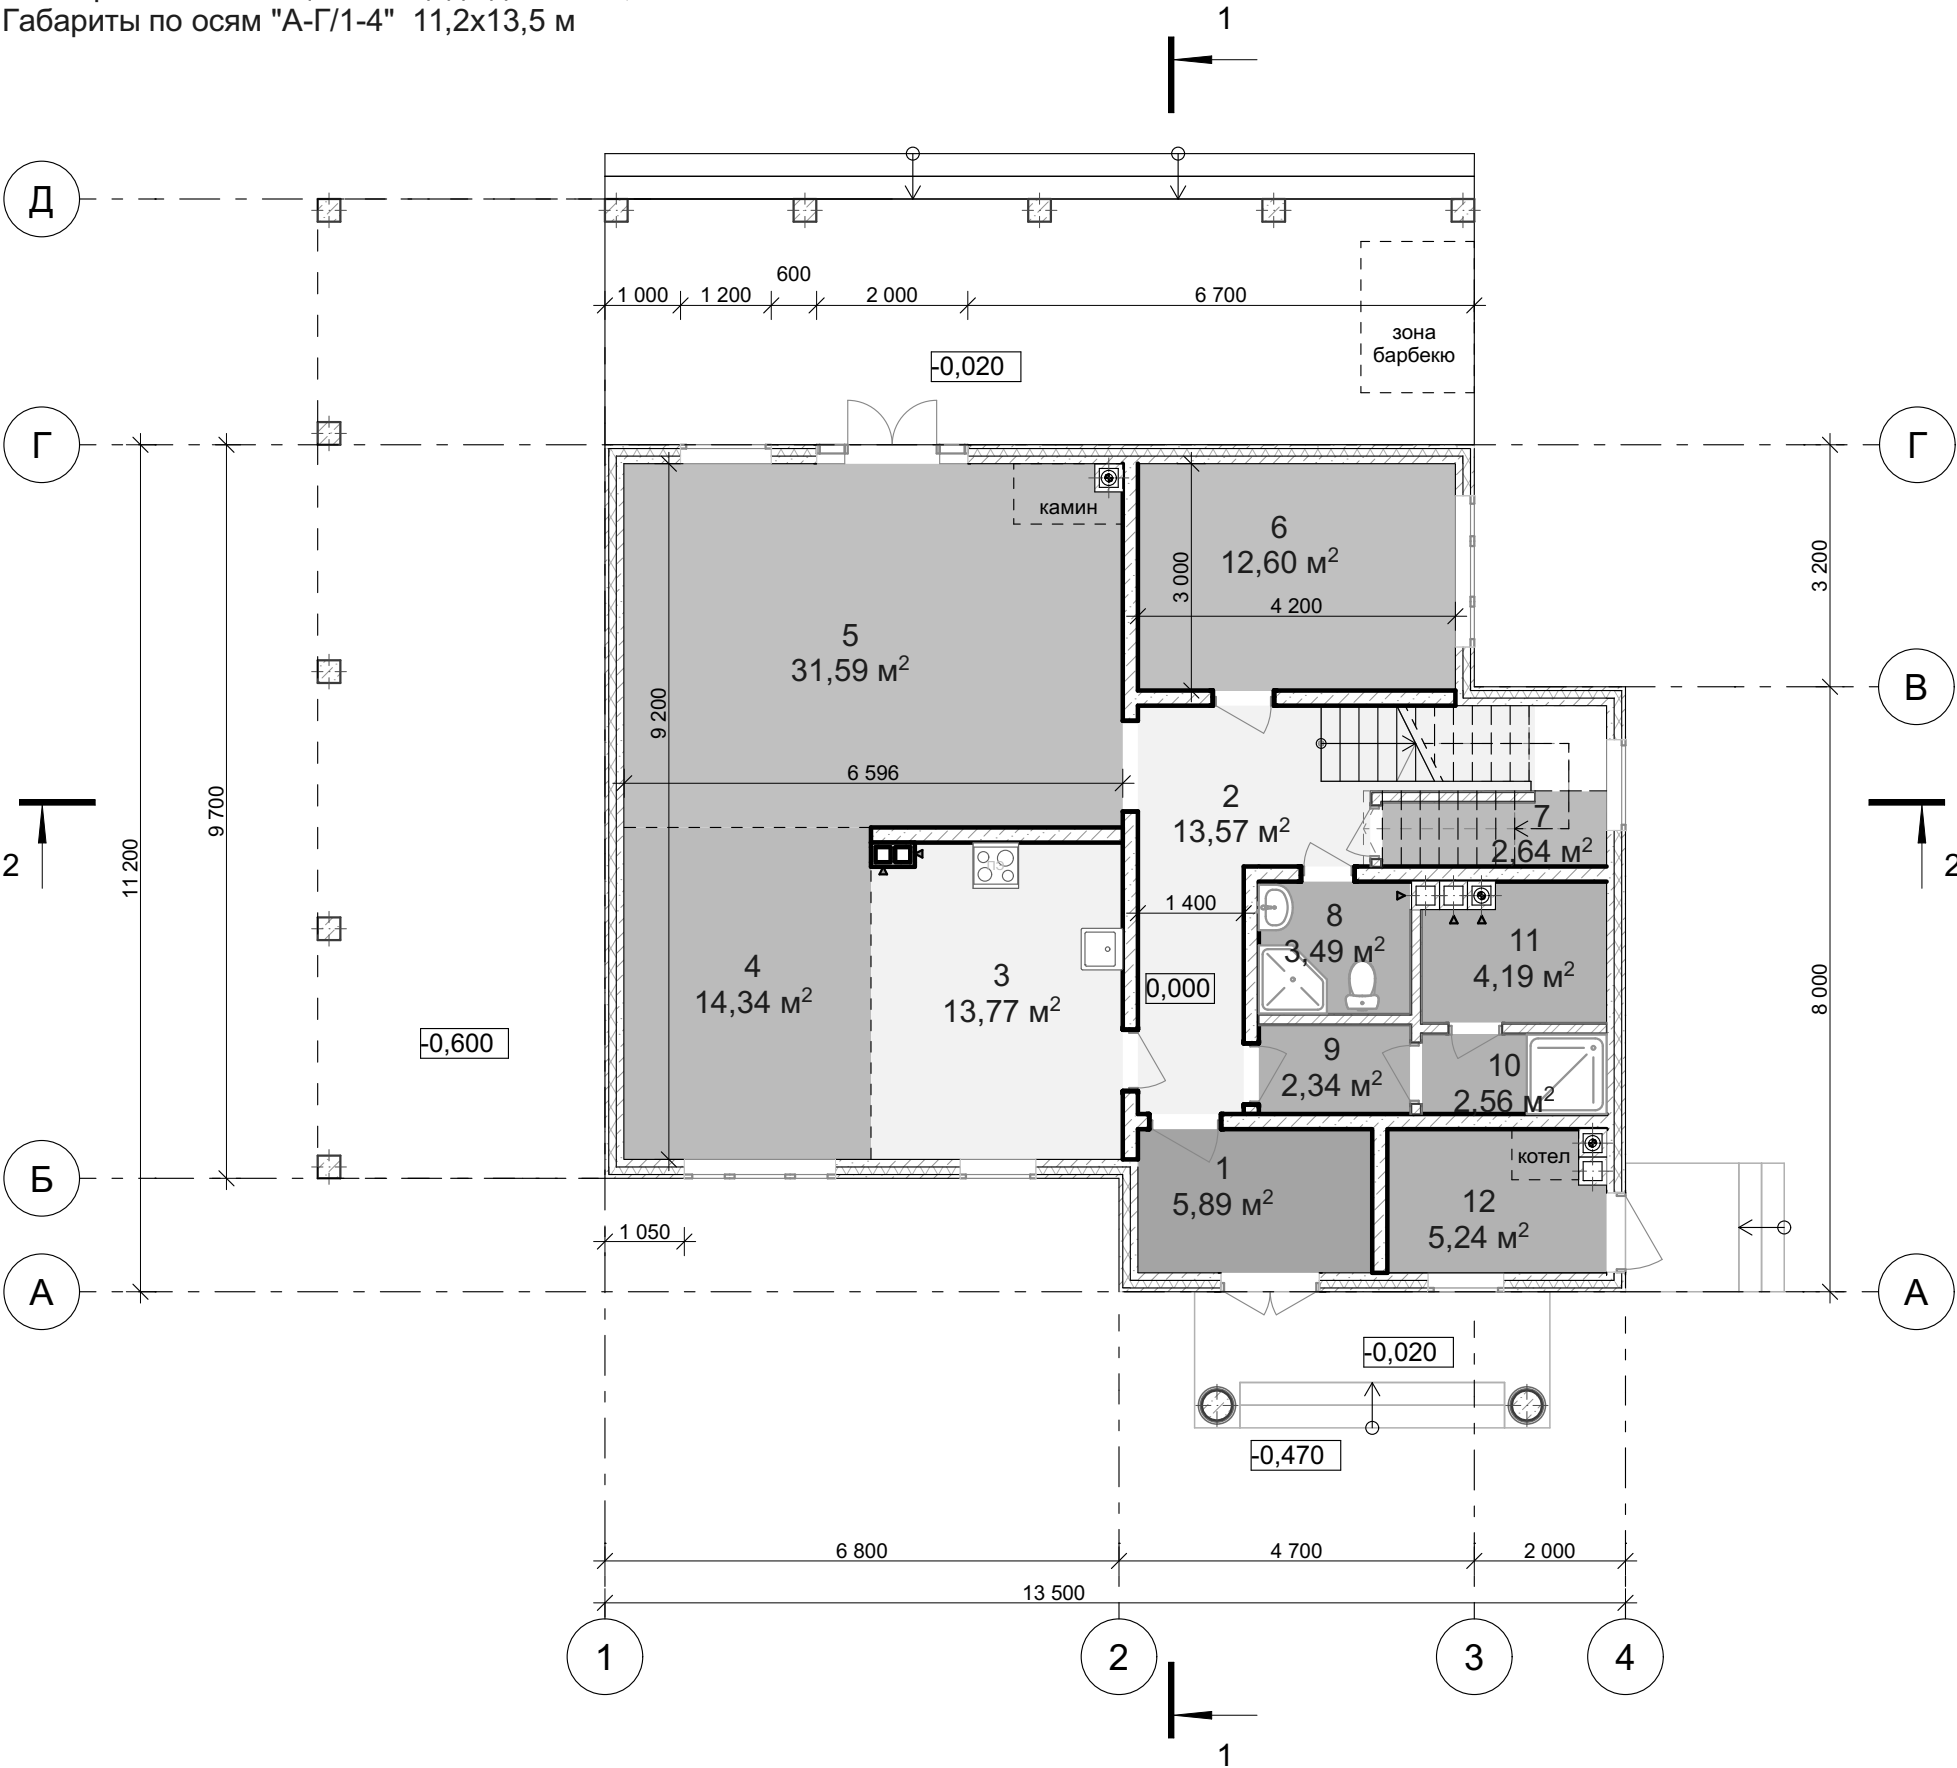 Габариты по осям "А-Г/1-4" 11,2х13,5 м
1
Д
600
1 000
1 200
2 000
6 700
зона
барбекю
-0,020
Г
Г
камин
6
12,60 м²
3 000
4 200
3 200
5
31,59 м²
9 200
В
6 596
2
13,57 м²
7
2,64 м²
9 700
11 200
2
2
1 400
8
3,49 м²
11
4,19 м²
4
14,34 м²
3
13,77 м²
0,000
8 000
-0,600
9
2,34 м²
10
2,56 м²
Б
1
5,89 м²
котел
12
5,24 м²
1 050
А
А
-0,020
-0,470
6 800
4 700
2 000
13 500
1
2
3
4
1